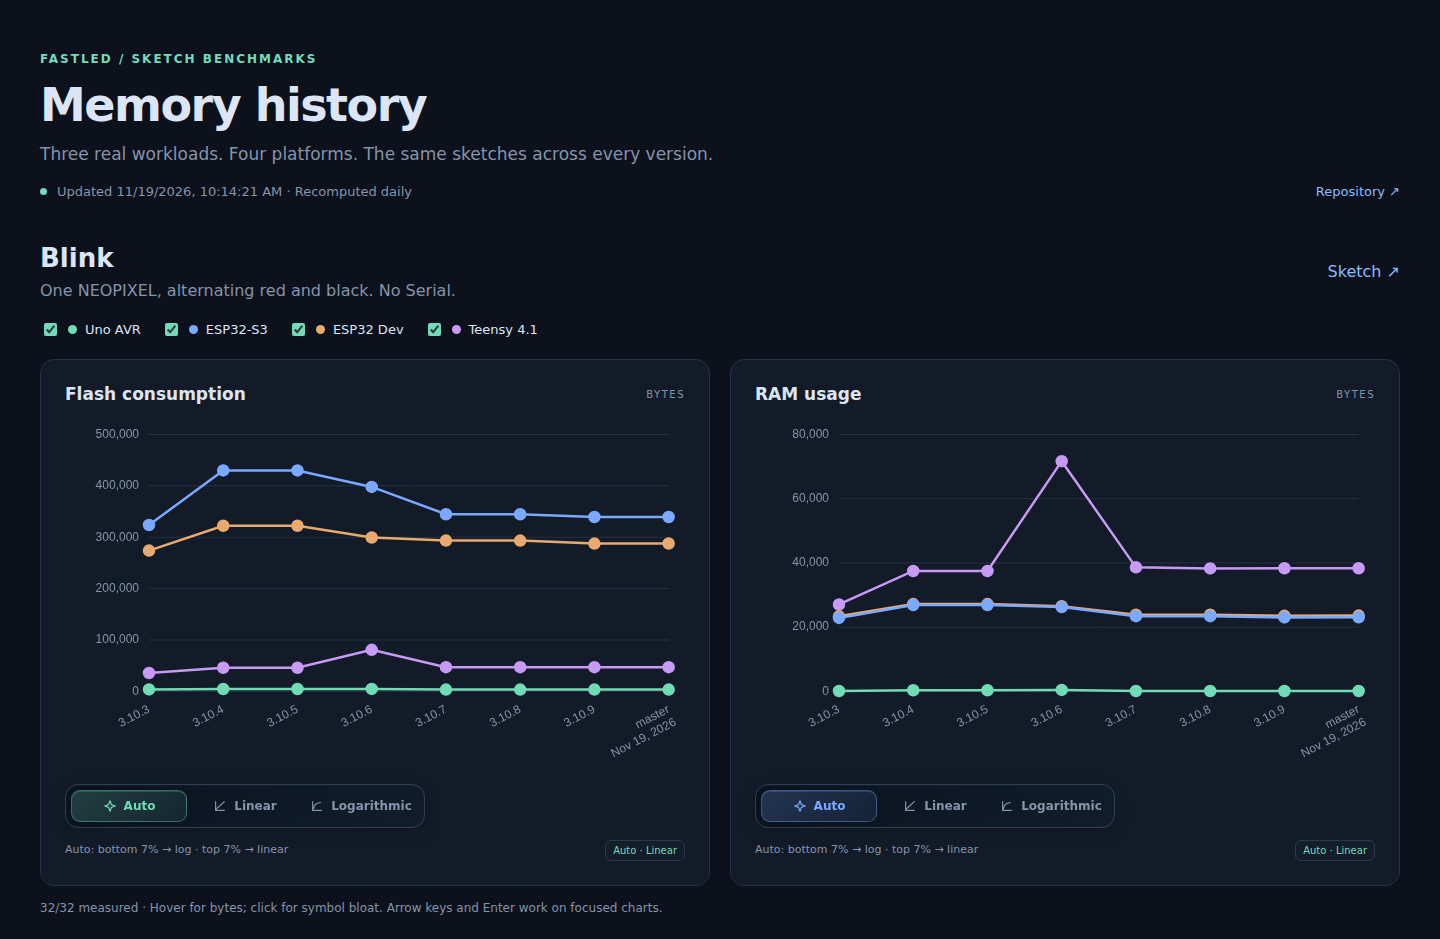 FASTLED / SKETCH BENCHMARKS
Memory history
Three real workloads. Four platforms. The same sketches across every version.
Updated 11/19/2026, 10:14:21 AM · Recomputed daily
Repository ↗
Blink
Sketch ↗
One NEOPIXEL, alternating red and black. No Serial.
Uno AVR ESP32-S3 ESP32 Dev Teensy 4.1
Flash consumption
BYTES
500,000
400,000
300,000
200,000
100,000
0
3.10.3
3.10.4
3.10.5
3.10.6
3.10.7
3.10.8
3.10.9
master
Nov 19, 2026
Auto Linear Logarithmic
Auto: bottom 7% → log · top 7% → linear
Auto · Linear
RAM usage
BYTES
80,000
60,000
40,000
20,000
0
3.10.3
3.10.4
3.10.5
3.10.6
3.10.7
3.10.8
3.10.9
master
Nov 19, 2026
Auto Linear Logarithmic
Auto: bottom 7% → log · top 7% → linear
Auto · Linear
32/32 measured · Hover for bytes; click for symbol bloat. Arrow keys and Enter work on focused charts.